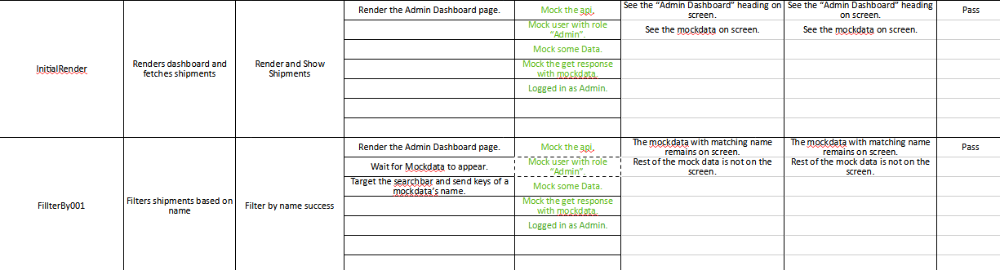 InitialRender
Renders dashboard and
fetches shipments
Render and Show
Shipments
Render the Admin Dashboard page.
Mock the api.
See the “Admin Dashboard” heading on
screen.
See the “Admin Dashboard” heading
on screen.
Pass
Mock user with role
“Admin”.
See the mockdata on screen.
See the mockdata on screen.
Mock some Data.
Mock the get response
with mockdata.
Logged in as Admin.
FillterBy001
Filters shipments based on
name
Filter by name success
Render the Admin Dashboard page.
Mock the api.
The mockdata with matching name
remains on screen.
The mockdata with matching name
remains on screen.
Pass
Wait for Mockdata to appear.
Mock user with role
“Admin”.
Rest of the mock data is not on the
screen.
Rest of the mock data is not on the
screen.
Target the searchbar and send keys of a
mockdata’s name.
Mock some Data.
Mock the get response
with mockdata.
Logged in as Admin.